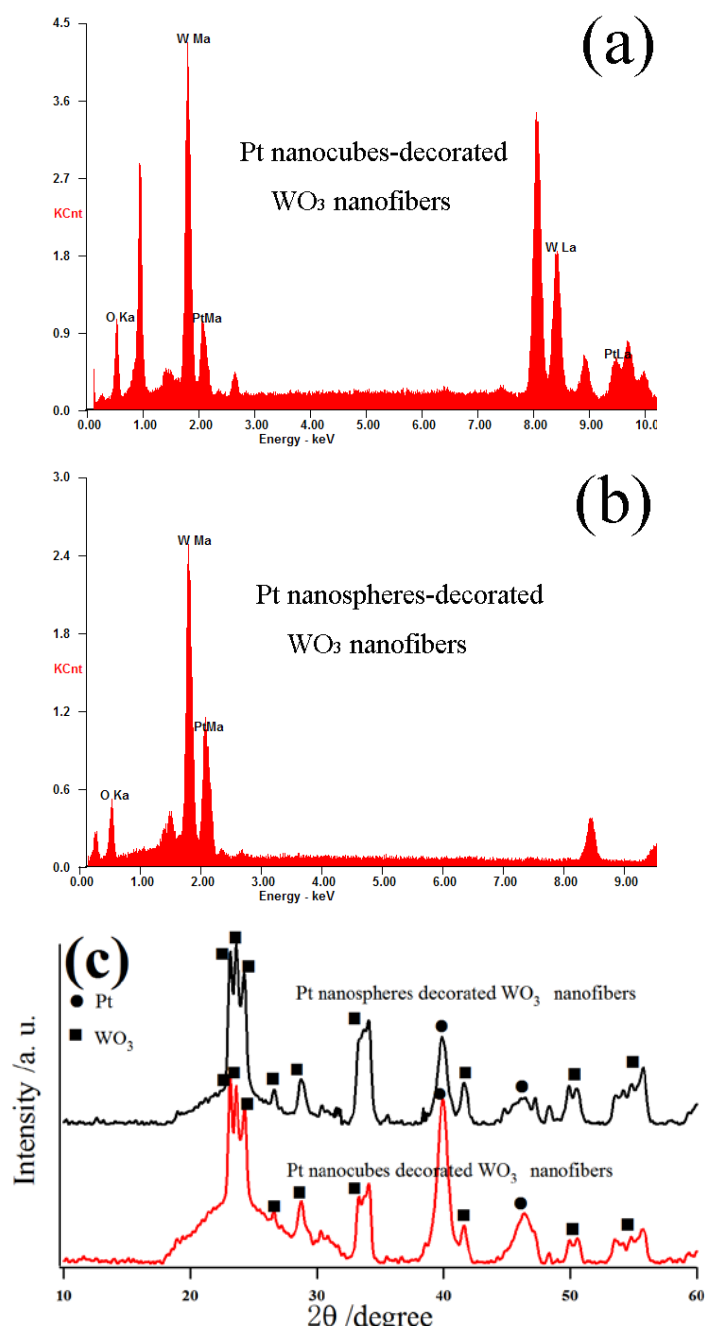 (a)
4.5
3.6
2.7
KCnt
1.8
0.9
0.0
W Ma
O Ka
PtMa
W La
PtLa
Pt nanocubes-decorated
WO₃ nanofibers
0.00 1.00 2.00 3.00 4.00 5.00 6.00 7.00 8.00 9.00 10.0
Energy - keV
(b)
3.0
2.4
1.8
KCnt
1.2
0.6
0.0
W Ma
PtMa
O Ka
Pt nanospheres-decorated
WO₃ nanofibers
0.00 1.00 2.00 3.00 4.00 5.00 6.00 7.00 8.00 9.00
Energy - keV
(c)
Pt
WO₃
Pt nanospheres decorated WO₃ nanofibers
Pt nanocubes decorated WO₃ nanofibers
Intensity /a. u.
10 20 30 40 50 60
2θ /degree